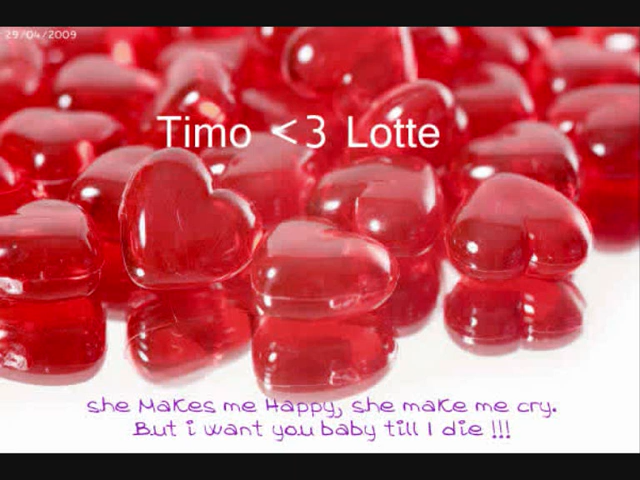 29/04/2009
Timo <3 Lotte
she Makes me Happy, she make me cry.
But i want you baby till I die !!!